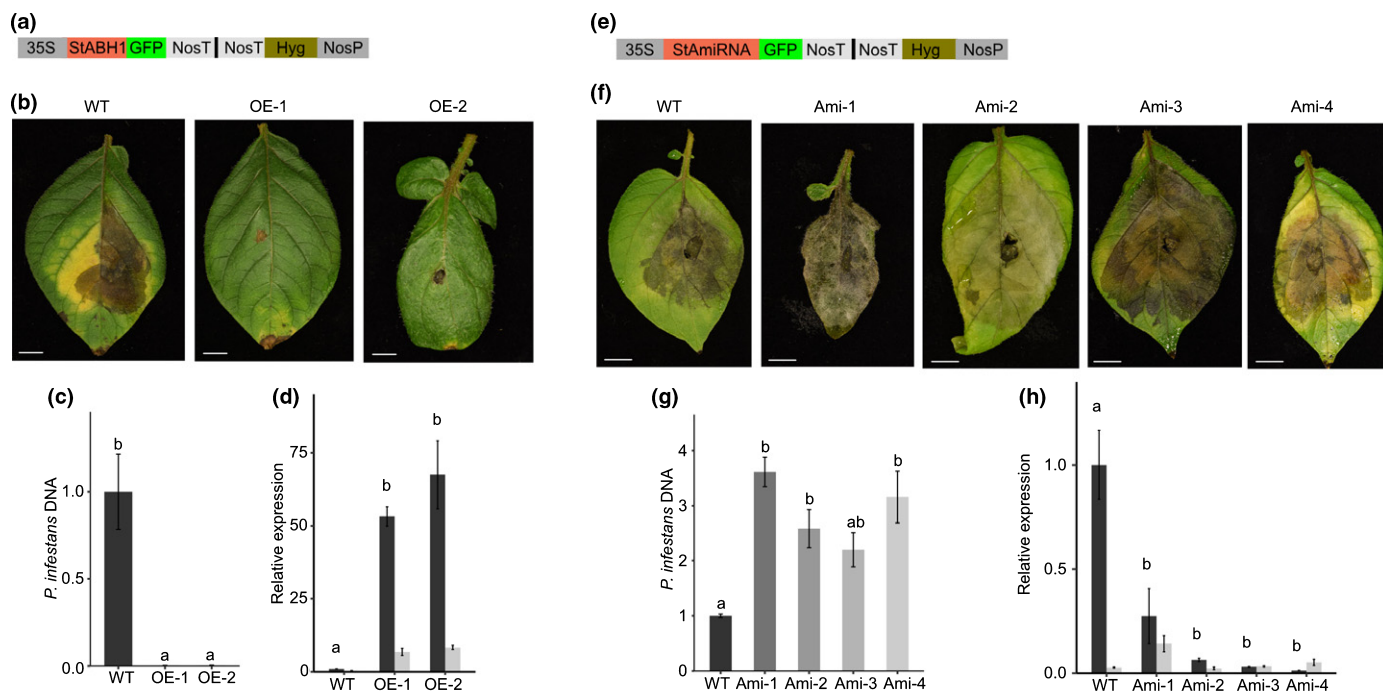 (a)
35S StABH1 GFP NosT NosT Hyg NosP
(b)
WT OE-1 OE-2
(c)
P. infestans DNA
1.0
0.5
0.0
b
a
a
WT OE-1 OE-2
(d)
Relative expression
75
50
25
0
a
b
b
WT OE-1 OE-2
(e)
35S StAmiRNA GFP NosT NosT Hyg NosP
(f)
WT Ami-1 Ami-2 Ami-3 Ami-4
(g)
P. infestans DNA
4
3
2
1
0
a
b
b
ab
b
WT Ami-1 Ami-2 Ami-3 Ami-4
(h)
Relative expression
1.0
0.5
0.0
a
b
b
b
b
WT Ami-1 Ami-2 Ami-3 Ami-4